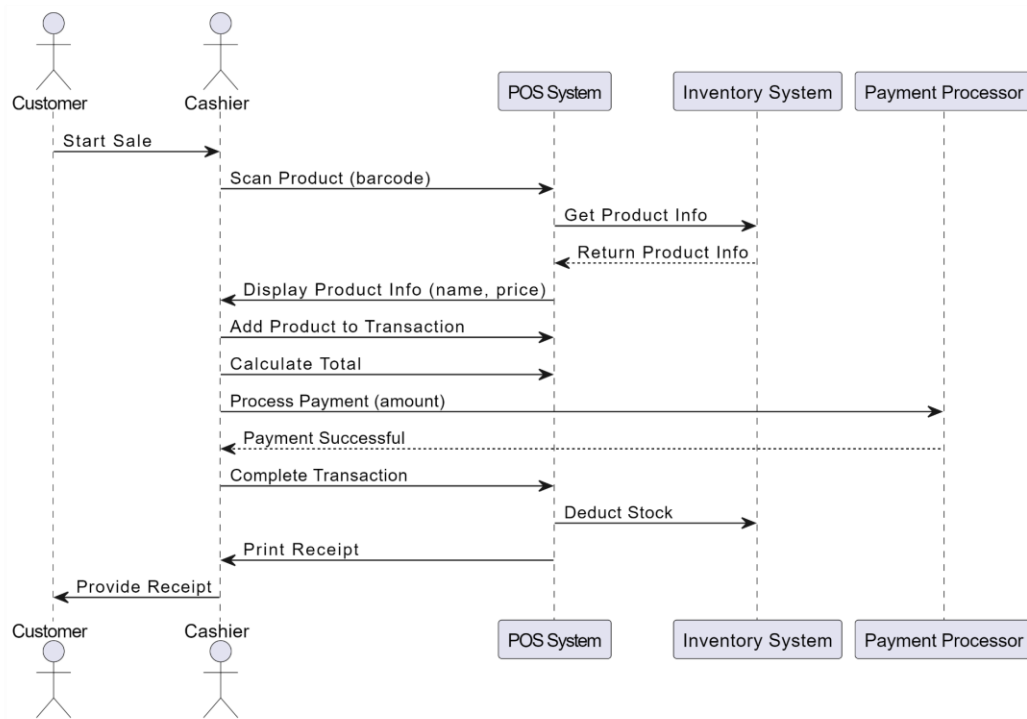 Customer
Cashier
POS System
Inventory System
Payment Processor
Start Sale
Scan Product (barcode)
Get Product Info
Return Product Info
Display Product Info (name, price)
Add Product to Transaction
Calculate Total
Process Payment (amount)
Payment Successful
Complete Transaction
Deduct Stock
Print Receipt
Provide Receipt
Customer
Cashier
POS System
Inventory System
Payment Processor